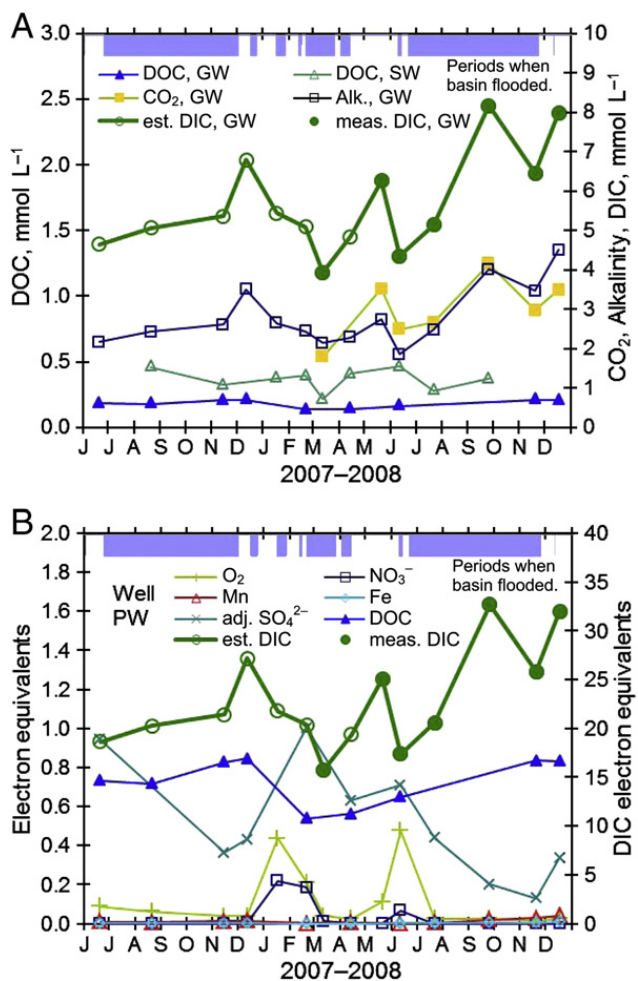 A
3.0
2.5
2.0
1.5
1.0
0.5
0.0
DOC, mmol L⁻¹
10
9
8
7
6
5
4
3
2
1
0
CO₂, Alkalinity, DIC, mmol L⁻¹
DOC, GW
DOC, SW
CO₂, GW
Alk., GW
est. DIC, GW
meas. DIC, GW
Periods when
basin flooded.
J J A S O N D J F M A M J J A S O N D
2007–2008
B
2.0
1.8
1.6
1.4
1.2
1.0
0.8
0.6
0.4
0.2
0.0
Electron equivalents
40
35
30
25
20
15
10
5
0
DIC electron equivalents
Well
PW
O₂
NO₃⁻
Mn
Fe
adj. SO₄²⁻
DOC
est. DIC
meas. DIC
Periods when
basin flooded.
J J A S O N D J F M A M J J A S O N D
2007–2008